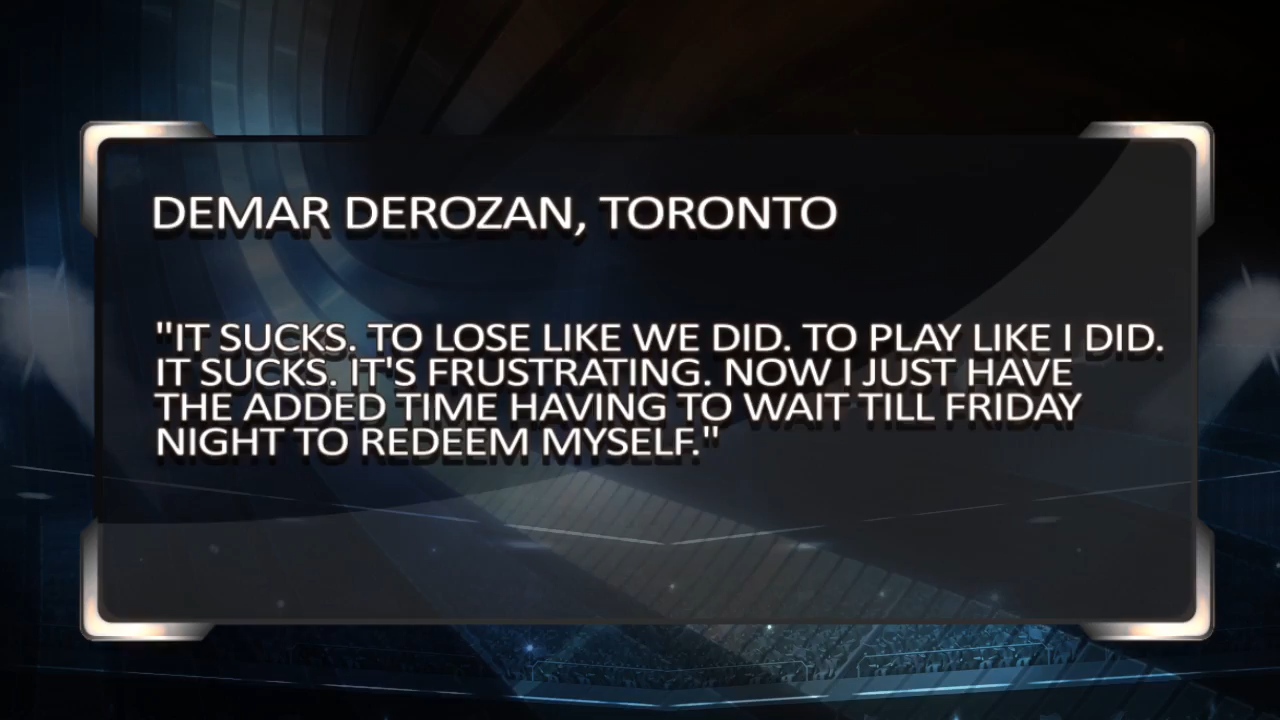 DEMAR DEROZAN, TORONTO
"IT SUCKS. TO LOSE LIKE WE DID. TO PLAY LIKE I DID.
IT SUCKS. IT'S FRUSTRATING. NOW I JUST HAVE
THE ADDED TIME HAVING TO WAIT TILL FRIDAY
NIGHT TO REDEEM MYSELF."